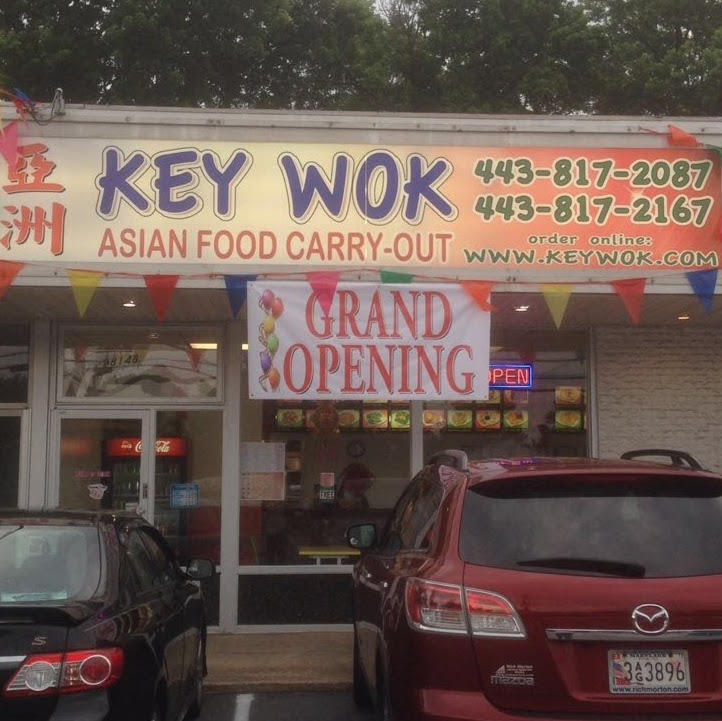 亞洲
KEY WOK
ASIAN FOOD CARRY-OUT
443-817-2087
443-817-2167
order online:
WWW.KEYWOK.COM
GRAND
OPENING
OPEN
Coca-Cola
S
mazda
MARYLAND
3AG3896
www.richmorton.com